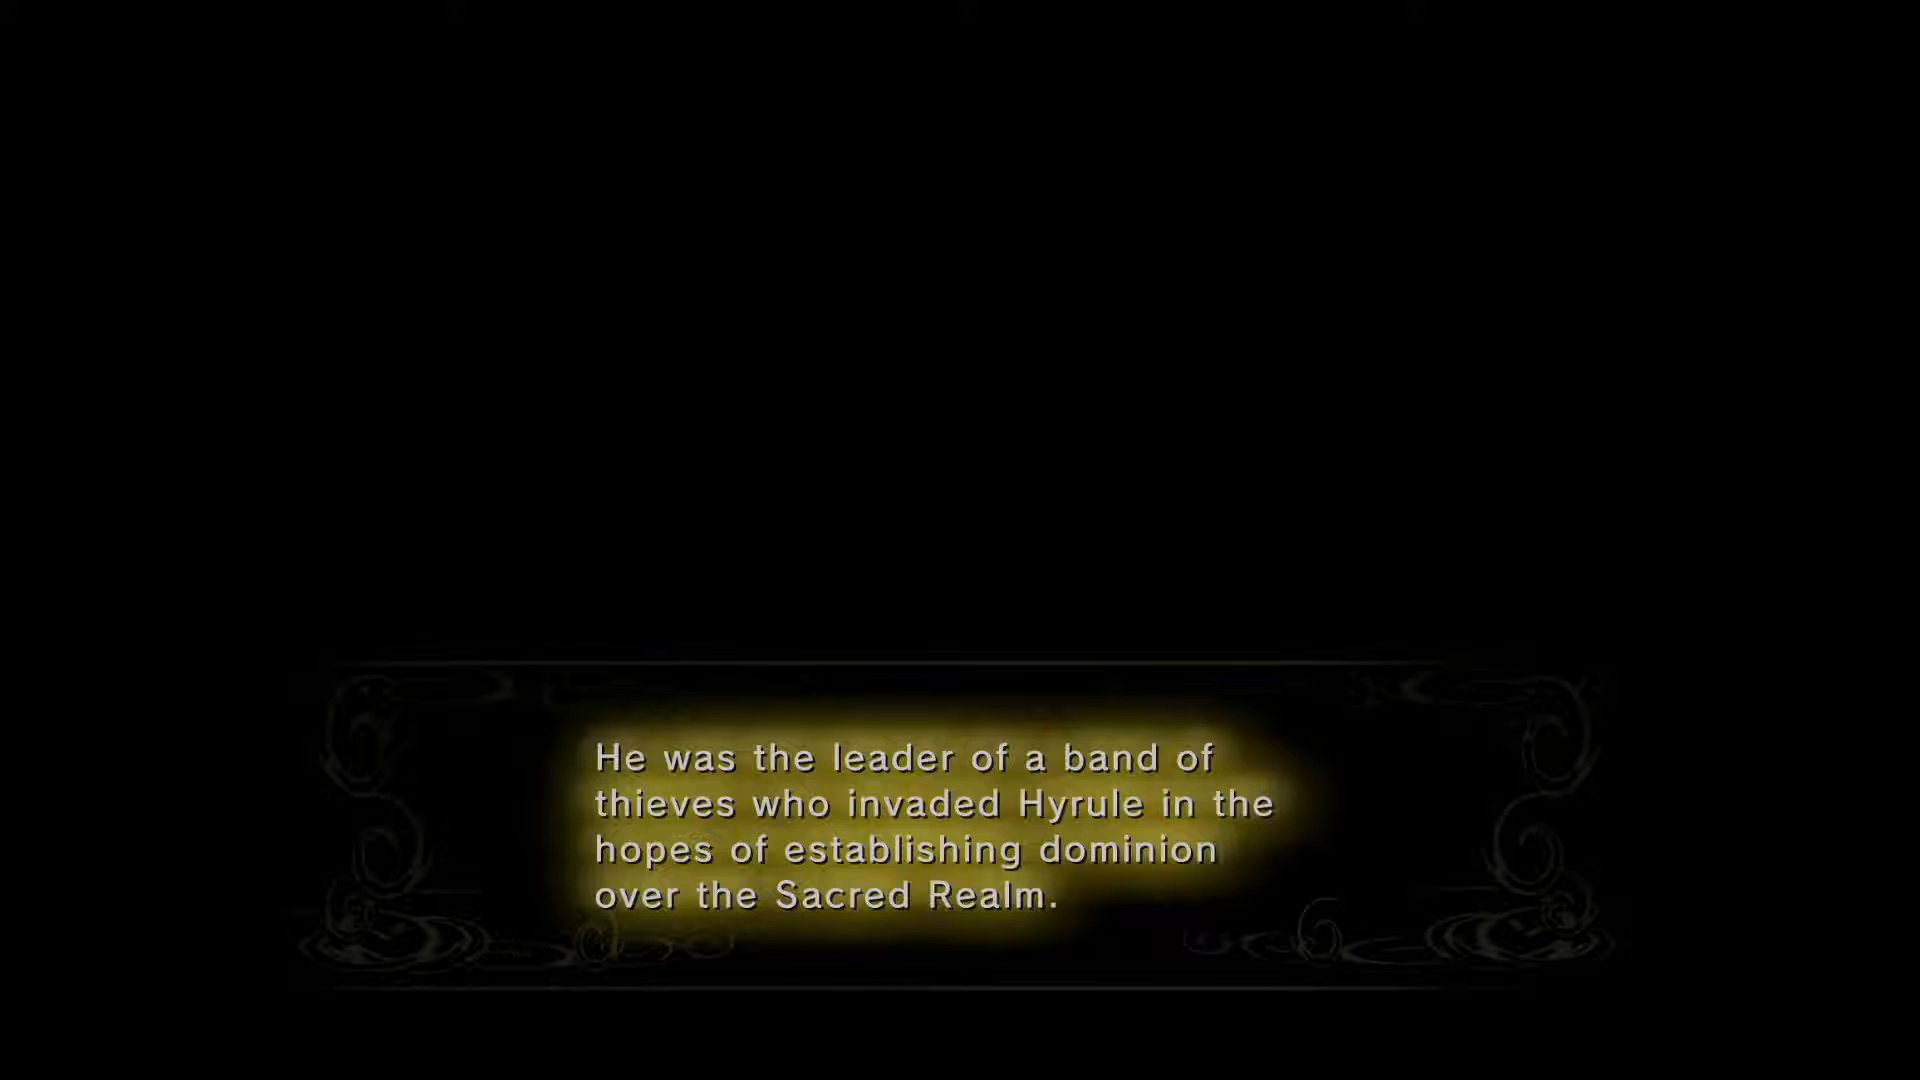 He was the leader of a band of
thieves who invaded Hyrule in the
hopes of establishing dominion
over the Sacred Realm.